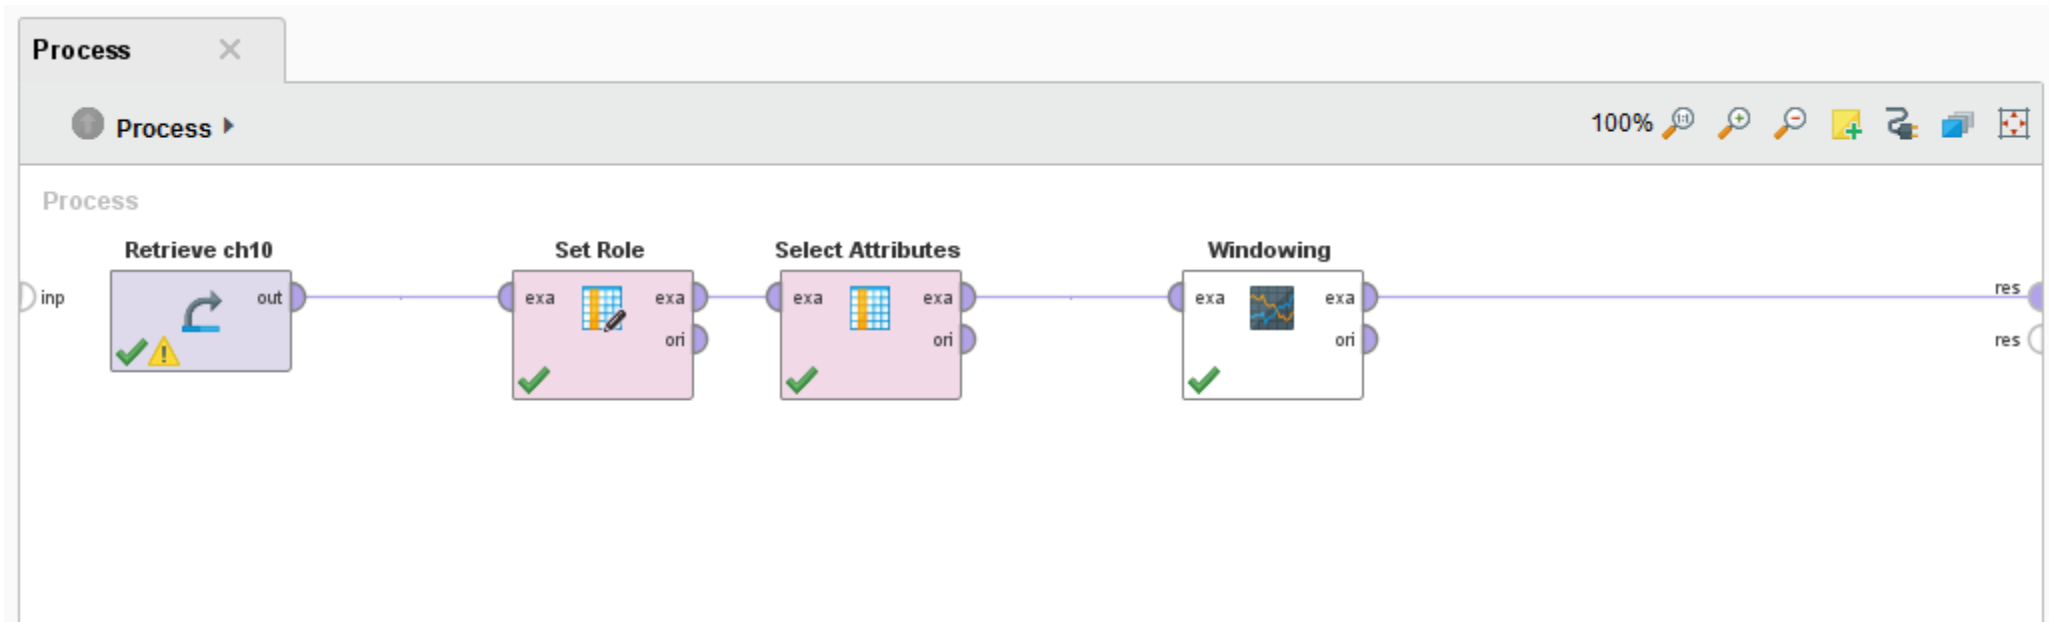 Process
Process
100%
Process
Retrieve ch10
Set Role
Select Attributes
Windowing
inp
out
exa
exa
ori
exa
exa
ori
exa
exa
ori
res
res